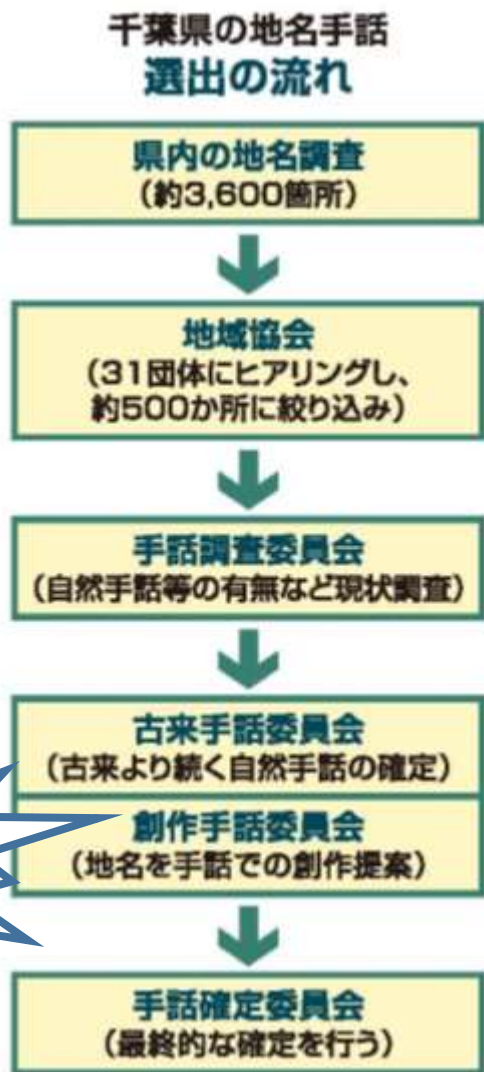 千葉県の地名手話
選出の流れ
県内の地名調査
(約3,600箇所)
地域協会
(31団体にヒアリングし、
約500か所に絞り込み)
手話調査委員会
(自然手話等の有無など現状調査)
古来手話委員会
(古来より続く自然手話の確定)
創作手話委員会
(地名を手話での創作提案)
手話確定委員会
(最終的な確定を行う)